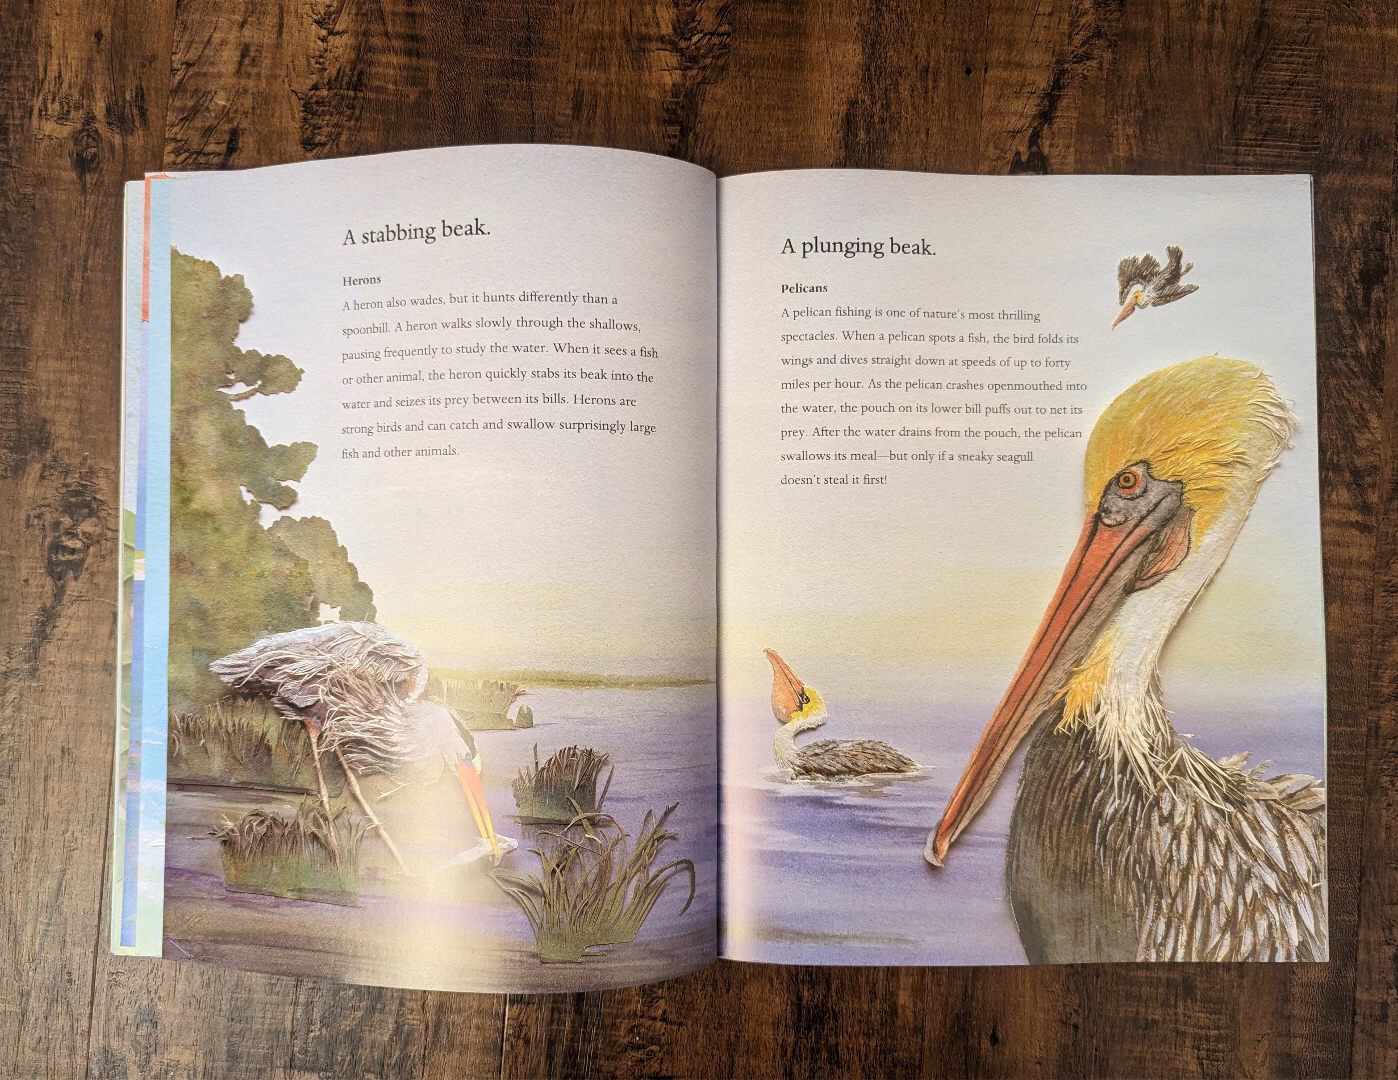 A stabbing beak.
Herons
A heron also wades, but it hunts differently than a
spoonbill. A heron walks slowly through the shallows,
pausing frequently to study the water. When it sees a fish
or other animal, the heron quickly stabs its beak into the
water and seizes its prey between its bills. Herons are
strong birds and can catch and swallow surprisingly large
fish and other animals.
A plunging beak.
Pelicans
A pelican fishing is one of nature's most thrilling
spectacles. When a pelican spots a fish, the bird folds its
wings and dives straight down at speeds of up to forty
miles per hour. As the pelican crashes openmouthed into
the water, the pouch on its lower bill puffs out to net its
prey. After the water drains from the pouch, the pelican
swallows its meal—but only if a sneaky seagull
doesn't steal it first!